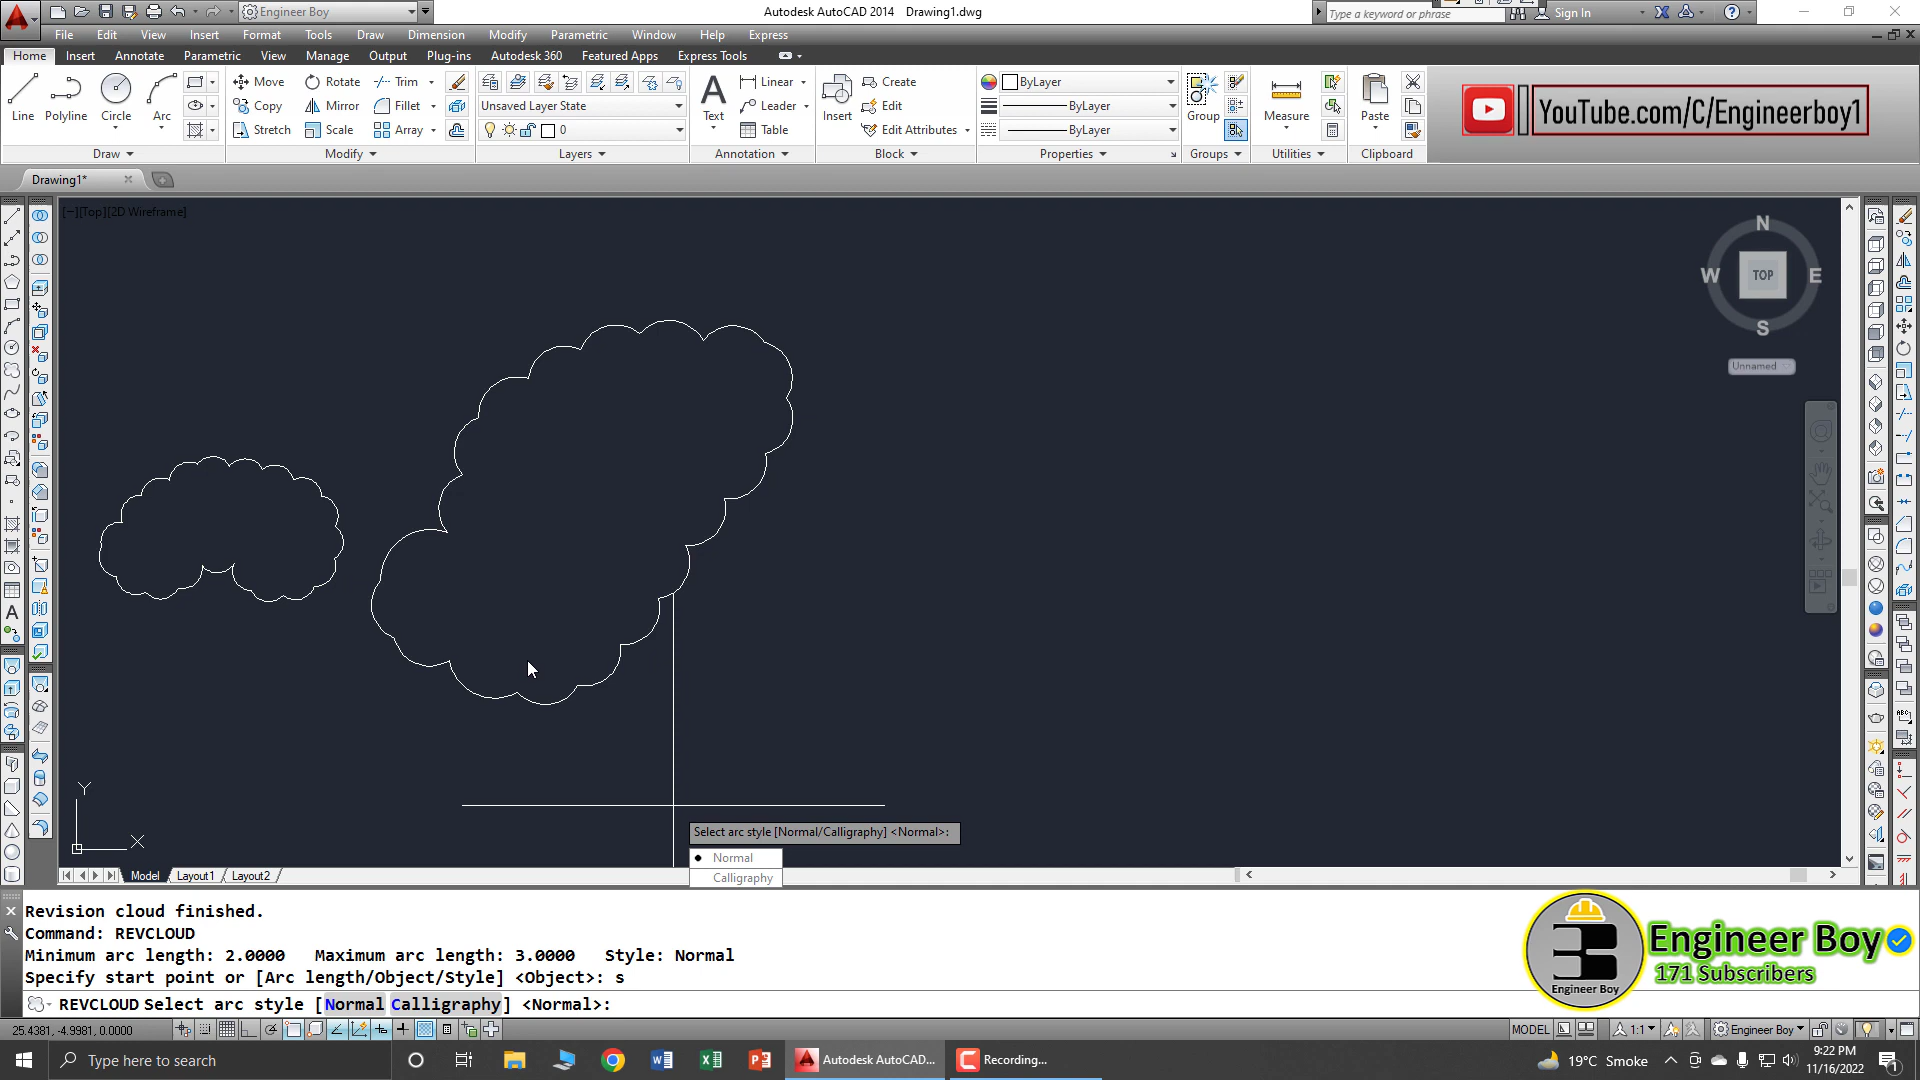 Engineer Boy
Autodesk AutoCAD 2014 Drawing1.dwg
Type a keyword or phrase
Sign In
File Edit View Insert Format Tools Draw Dimension Modify Parametric Window Help Express
Home Insert Annotate Parametric View Manage Output Plug-ins Autodesk 360 Featured Apps Express Tools
Line Polyline Circle Arc
Move Rotate Trim
Copy Mirror Fillet
Stretch Scale Array
Unsaved Layer State
0
Text
Linear
Leader
Table
Insert
Create
Edit
Edit Attributes
ByLayer
ByLayer
ByLayer
Group
Measure
Paste
Draw Modify Layers Annotation Block Properties Groups Utilities Clipboard
YouTube.com/C/Engineerboy1
Drawing1*
[−][Top][2D Wireframe]
N
W TOP E
S
Unnamed
Y
X
Select arc style [Normal/Calligraphy] <Normal>:
Normal
Calligraphy
Model Layout1 Layout2
Revision cloud finished.
Command: REVCLOUD
Minimum arc length: 2.0000 Maximum arc length: 3.0000 Style: Normal
Specify start point or [Arc length/Object/Style] <Object>: s
REVCLOUD Select arc style [Normal Calligraphy] <Normal>:
Engineer Boy
Engineer Boy
171 Subscribers
25.4381, -4.9981, 0.0000
MODEL
1:1
Engineer Boy
Type here to search
Autodesk AutoCAD...
Recording...
19°C Smoke
9:22 PM
11/16/2022
1